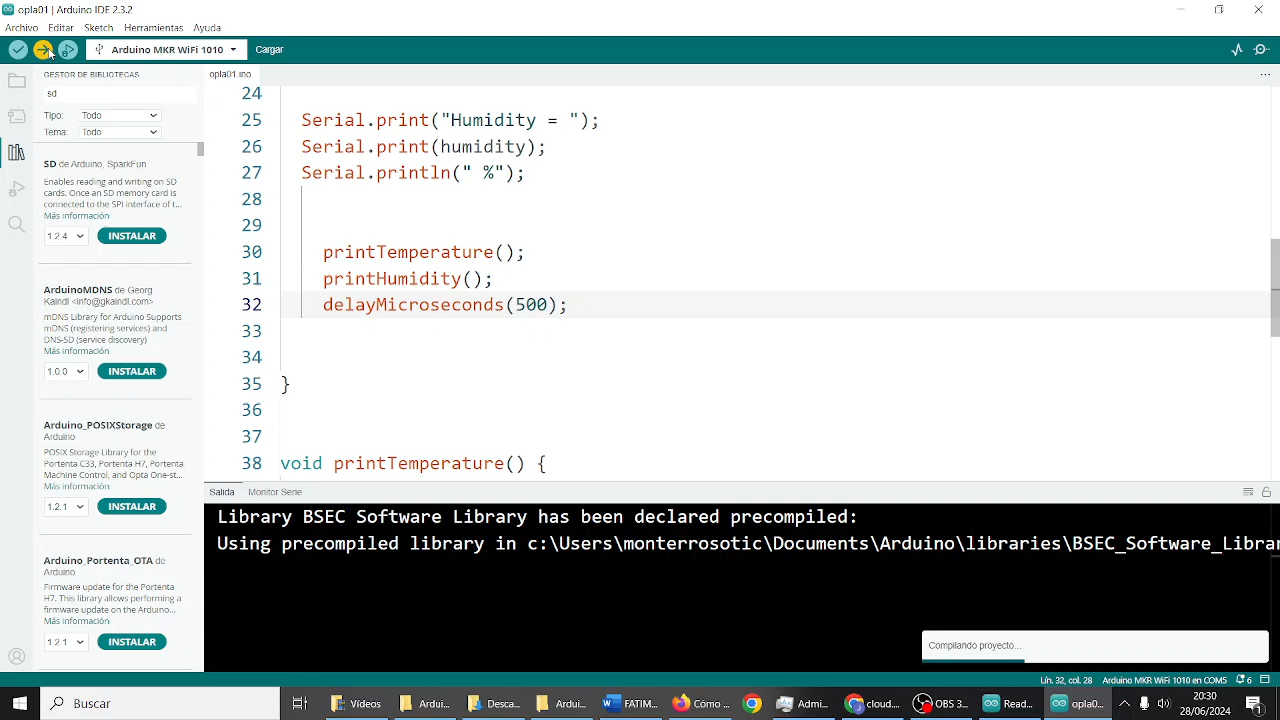 opla01 | Arduino IDE 2.3.2
Archivo Editar Sketch Herramientas Ayuda
Arduino MKR WiFi 1010
Cargar
GESTOR DE BIBLIOTECAS
sd
Tipo: Todo
Tema: Todo
SD de Arduino, SparkFun
Enables reading and writing on SD
cards. Once an SD memory card is
connected to the SPI interface of t...
Más información
1.2.4 INSTALAR
ArduinoMDNS de Georg
Kaindl <info@gkaindl.com>
mDNS Library for Arduino Supports
mDNS (registering services) and
DNS-SD (service discovery)
Más información
1.0.0 INSTALAR
Arduino_POSIXStorage de
Arduino
POSIX Storage Library for the
Portenta C33, Portenta H7, Portenta
Machine Control, and Opta One-st...
Más información
1.2.1 INSTALAR
Arduino_Portenta_OTA de
Arduino
Firmware update for the Portenta
H7. This library allows performing a
firmware update on the Arduino...
Más información
1.2.1 INSTALAR
opla01.ino
24
25 Serial.print("Humidity = ");
26 Serial.print(humidity);
27 Serial.println(" %");
28
29
30 printTemperature();
31 printHumidity();
32 delayMicroseconds(500);
33
34
35 }
36
37
38 void printTemperature() {
Salida Monitor Serie
Library BSEC Software Library has been declared precompiled:
Using precompiled library in c:\Users\monterrosotic\Documents\Arduino\libraries\BSEC_Software_Librar
Compilando proyecto...
Lín. 32, col. 28 Arduino MKR WiFi 1010 en COM5 6
Buscar
Vídeos
Ardui...
Desca...
Ardui...
FATIM...
Cómo ...
Admi...
cloud...
OBS 3...
Read...
opla0...
20:30
28/06/2024
1